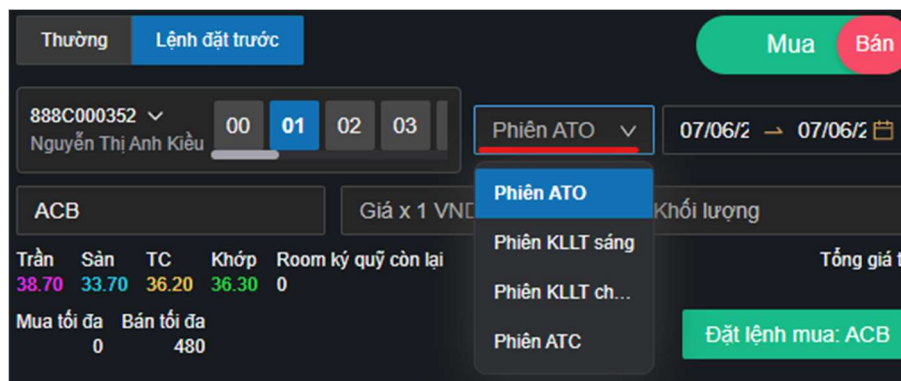 Thường Lệnh đặt trước Mua Bán
888C000352 00 01 02 03 Phiên ATO 07/06/2 → 07/06/2
Nguyễn Thị Anh Kiều
Phiên ATO
ACB Giá x 1 VND Khối lượng
Phiên KLLT sáng
Trần Sàn TC Khớp Room ký quỹ còn lại Tổng giá t
38.70 33.70 36.20 36.30 0
Phiên KLLT ch...
Mua tối đa Bán tối đa
Phiên ATC Đặt lệnh mua: ACB
0 480